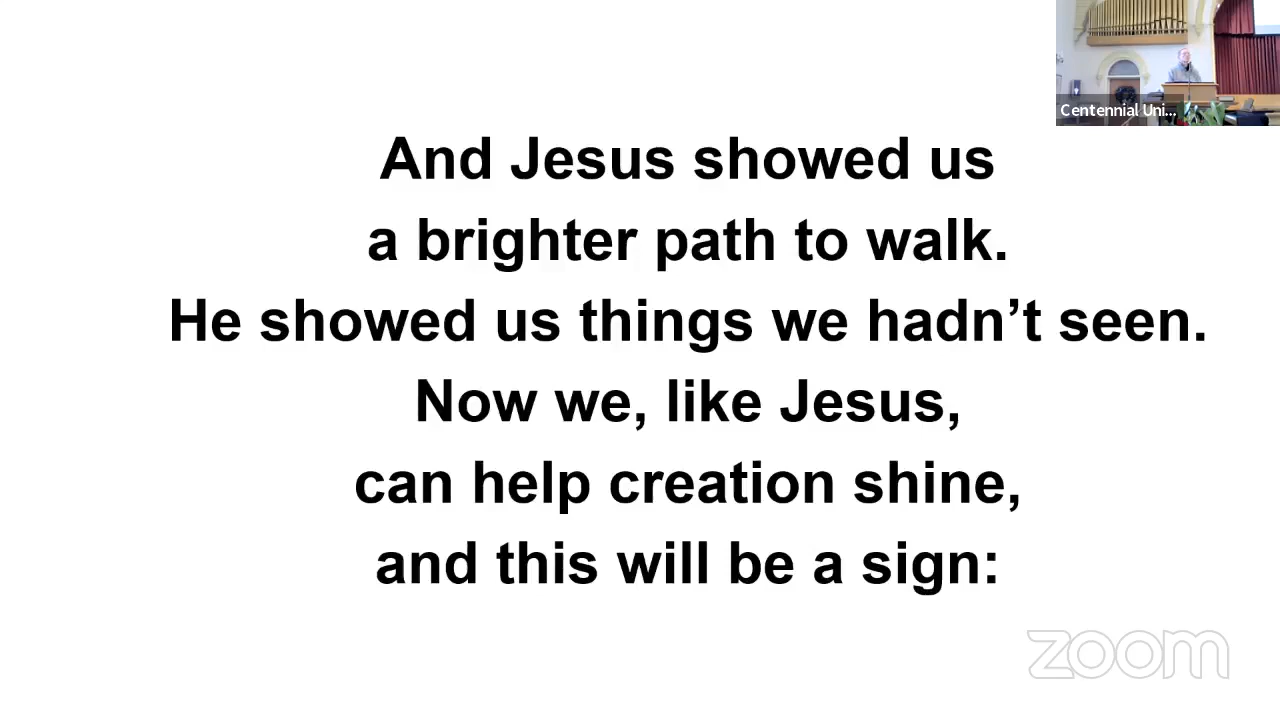 Centennial Uni...
And Jesus showed us
a brighter path to walk.
He showed us things we hadn’t seen.
Now we, like Jesus,
can help creation shine,
and this will be a sign:
zoom